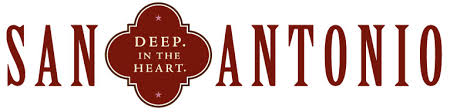 SAN DEEP. IN THE HEART. ANTONIO